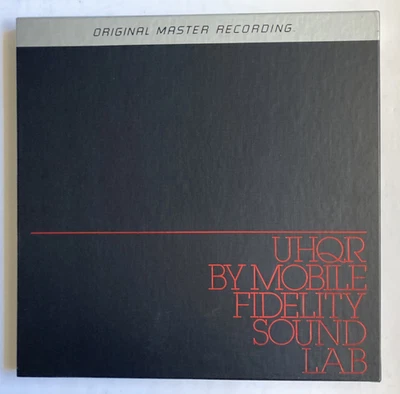 ORIGINAL MASTER RECORDING.
UHQR
BY MOBILE
FIDELITY
SOUND
LAB